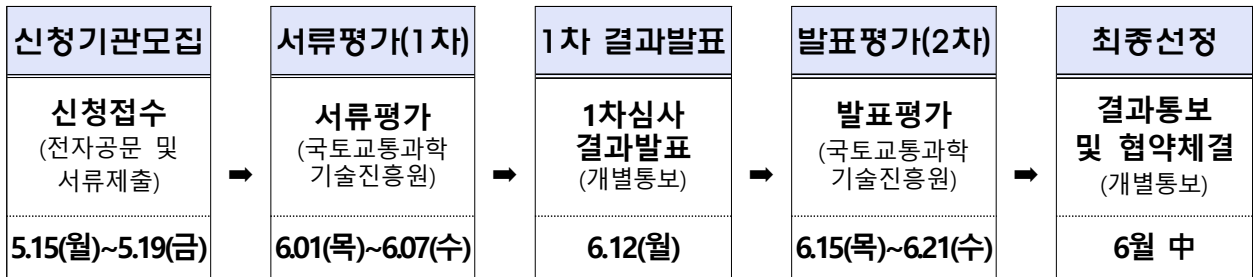 신청기관모집
신청접수
(전자공문 및
서류제출)
5.15(월)~5.19(금)
➡
서류평가(1차)
서류평가
(국토교통과학
기술진흥원)
6.01(목)~6.07(수)
➡
1차 결과발표
1차심사
결과발표
(개별통보)
6.12(월)
➡
발표평가(2차)
발표평가
(국토교통과학
기술진흥원)
6.15(목)~6.21(수)
➡
최종선정
결과통보
및 협약체결
(개별통보)
6월 中